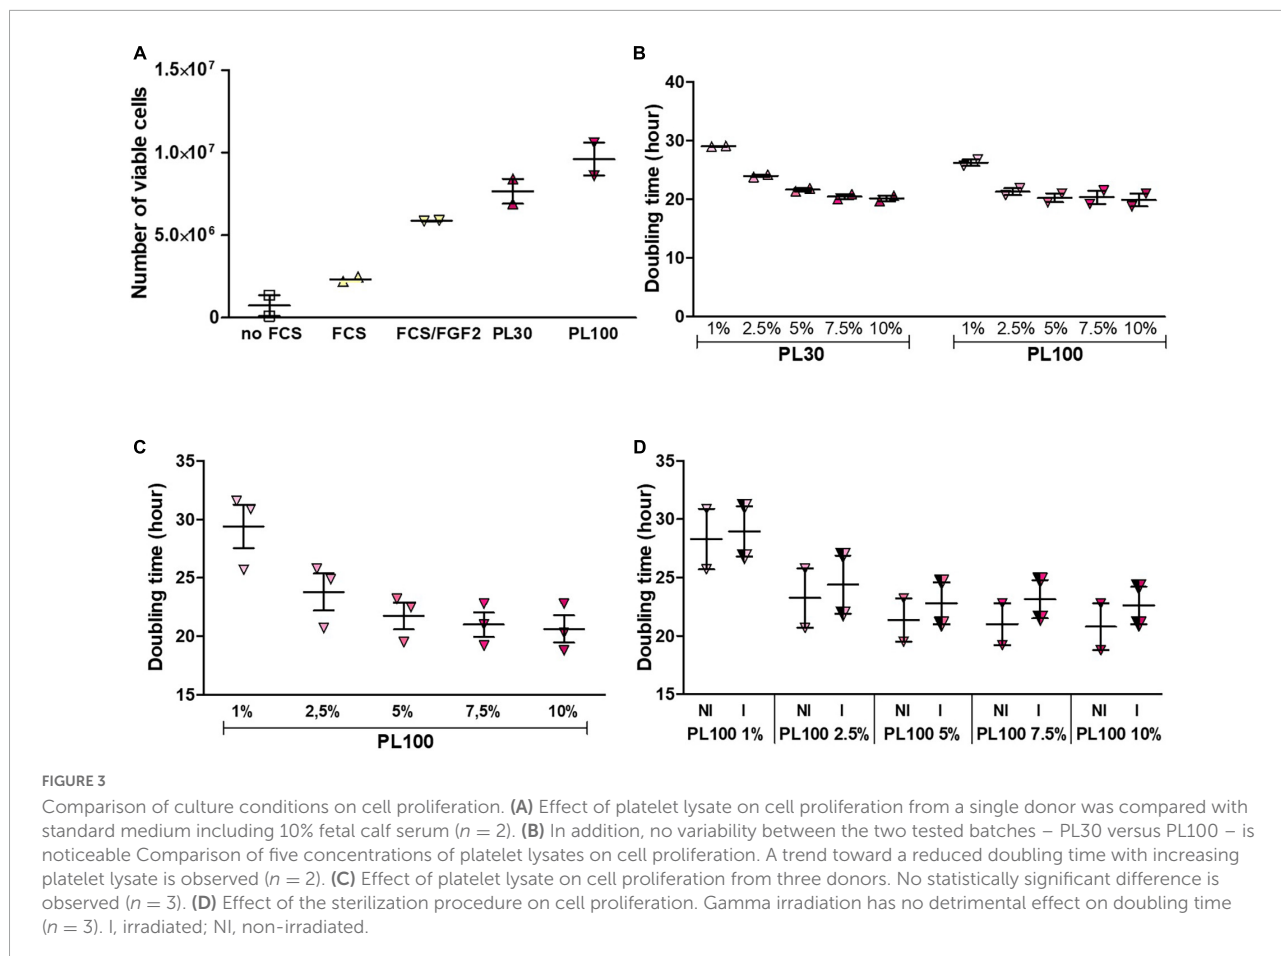 A
Number of viable cells
1.5×10⁷
1.0×10⁷
5.0×10⁶
0
no FCS FCS FCS/FGF2 PL30 PL100
B
Doubling time (hour)
40
30
20
10
0
1% 2.5% 5% 7.5% 10% 1% 2.5% 5% 7.5% 10%
PL30 PL100
C
Doubling time (hour)
35
30
25
20
15
1% 2,5% 5% 7,5% 10%
PL100
D
Doubling time (hour)
35
30
25
20
15
NI I NI I NI I NI I NI I
PL100 1% PL100 2.5% PL100 5% PL100 7.5% PL100 10%
FIGURE 3
Comparison of culture conditions on cell proliferation. (A) Effect of platelet lysate on cell proliferation from a single donor was compared with
standard medium including 10% fetal calf serum (n = 2). (B) In addition, no variability between the two tested batches – PL30 versus PL100 – is
noticeable Comparison of five concentrations of platelet lysates on cell proliferation. A trend toward a reduced doubling time with increasing
platelet lysate is observed (n = 2). (C) Effect of platelet lysate on cell proliferation from three donors. No statistically significant difference is
observed (n = 3). (D) Effect of the sterilization procedure on cell proliferation. Gamma irradiation has no detrimental effect on doubling time
(n = 3). I, irradiated; NI, non-irradiated.